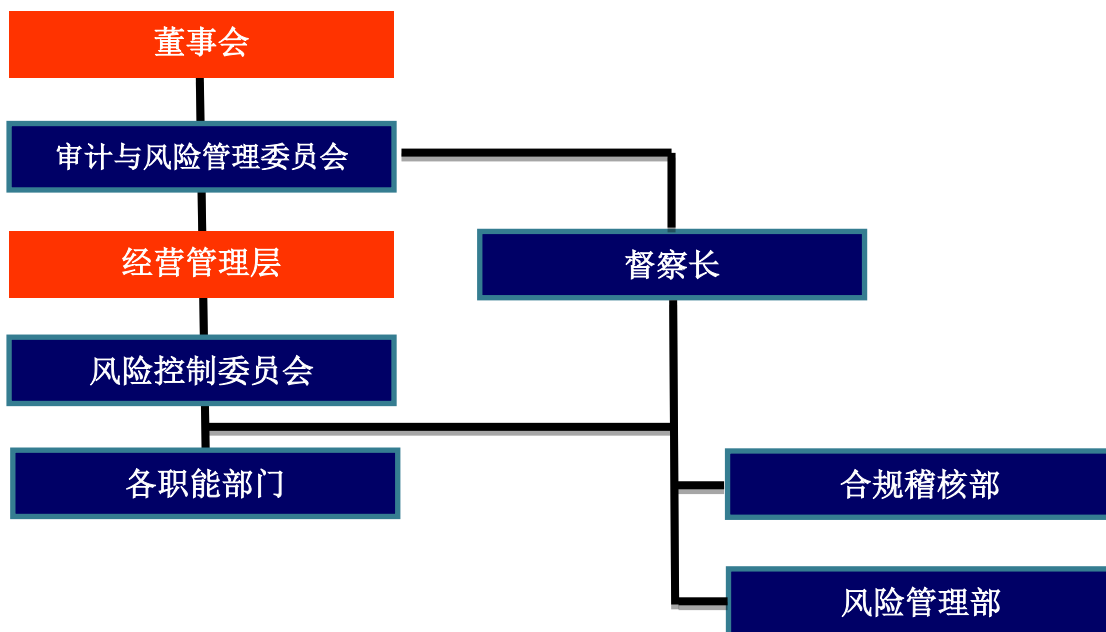 董事会
审计与风险管理委员会
经营管理层
督察长
风险控制委员会
各职能部门
合规稽核部
风险管理部